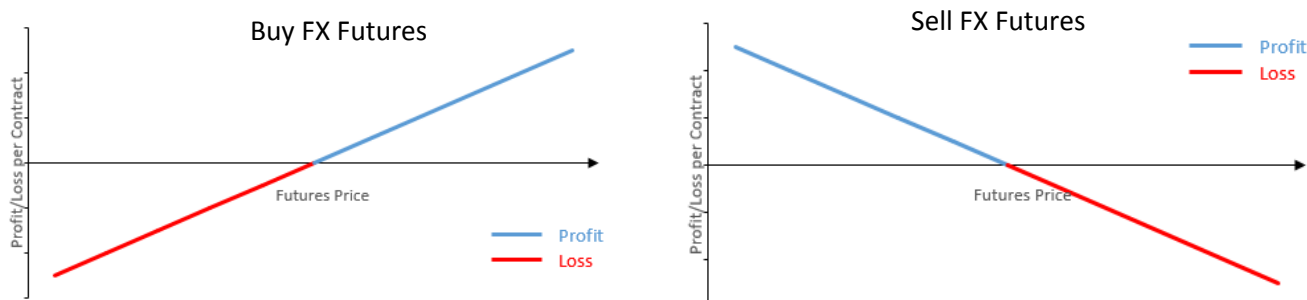 Buy FX Futures
Profit/Loss per Contract
Futures Price
Profit
Loss
Sell FX Futures
Profit
Loss
Profit/Loss per Contract
Futures Price